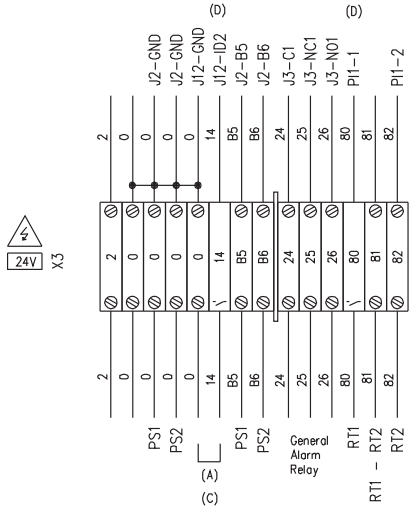 (D) (D)
J2-GND J2-GND J12-GND J12-ID2 J2-B5 J2-B6 J3-C1 J3-NC1 J3-NO1 PI1-1 PI1-2
2 0 0 0 0 14 B5 B6 24 25 26 80 81 82
24V X3
2 0 0 0 0 14 B5 B6 24 25 26 80 81 82
2 0 0 0 0 14 B5 B6 24 25 26 80 81 82
PS1 PS2 PS1 PS2 RT1 RT1 - RT2 RT2
General
Alarm
Relay
(A)
(C)